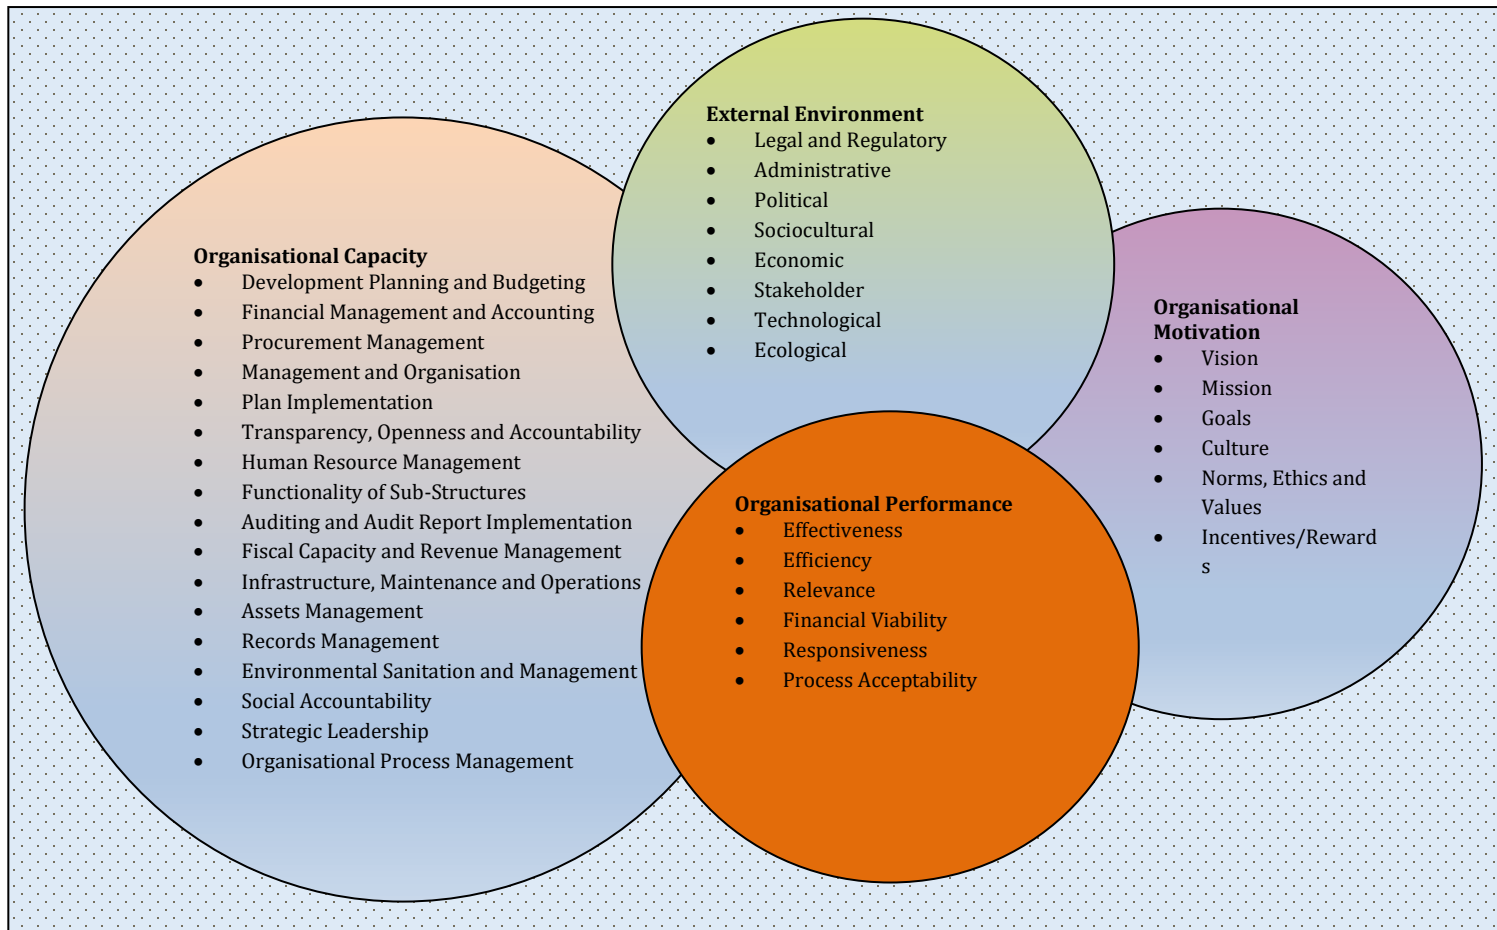 External Environment
• Legal and Regulatory
• Administrative
• Political
• Sociocultural
• Economic
• Stakeholder
• Technological
• Ecological
Organisational Capacity
• Development Planning and Budgeting
• Financial Management and Accounting
• Procurement Management
• Management and Organisation
• Plan Implementation
• Transparency, Openness and Accountability
• Human Resource Management
• Functionality of Sub-Structures
• Auditing and Audit Report Implementation
• Fiscal Capacity and Revenue Management
• Infrastructure, Maintenance and Operations
• Assets Management
• Records Management
• Environmental Sanitation and Management
• Social Accountability
• Strategic Leadership
• Organisational Process Management
Organisational
Motivation
• Vision
• Mission
• Goals
• Culture
• Norms, Ethics and
Values
• Incentives/Reward
s
Organisational Performance
• Effectiveness
• Efficiency
• Relevance
• Financial Viability
• Responsiveness
• Process Acceptability